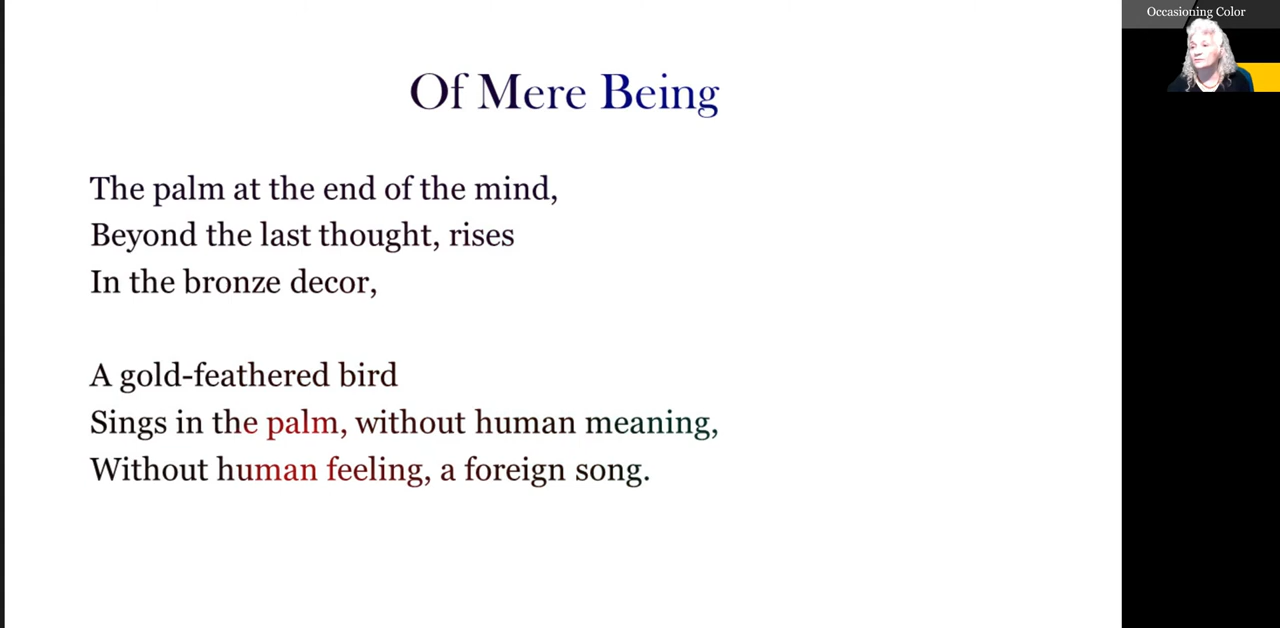 Occasioning Color
Of Mere Being
The palm at the end of the mind,
Beyond the last thought, rises
In the bronze decor,
A gold-feathered bird
Sings in the palm, without human meaning,
Without human feeling, a foreign song.